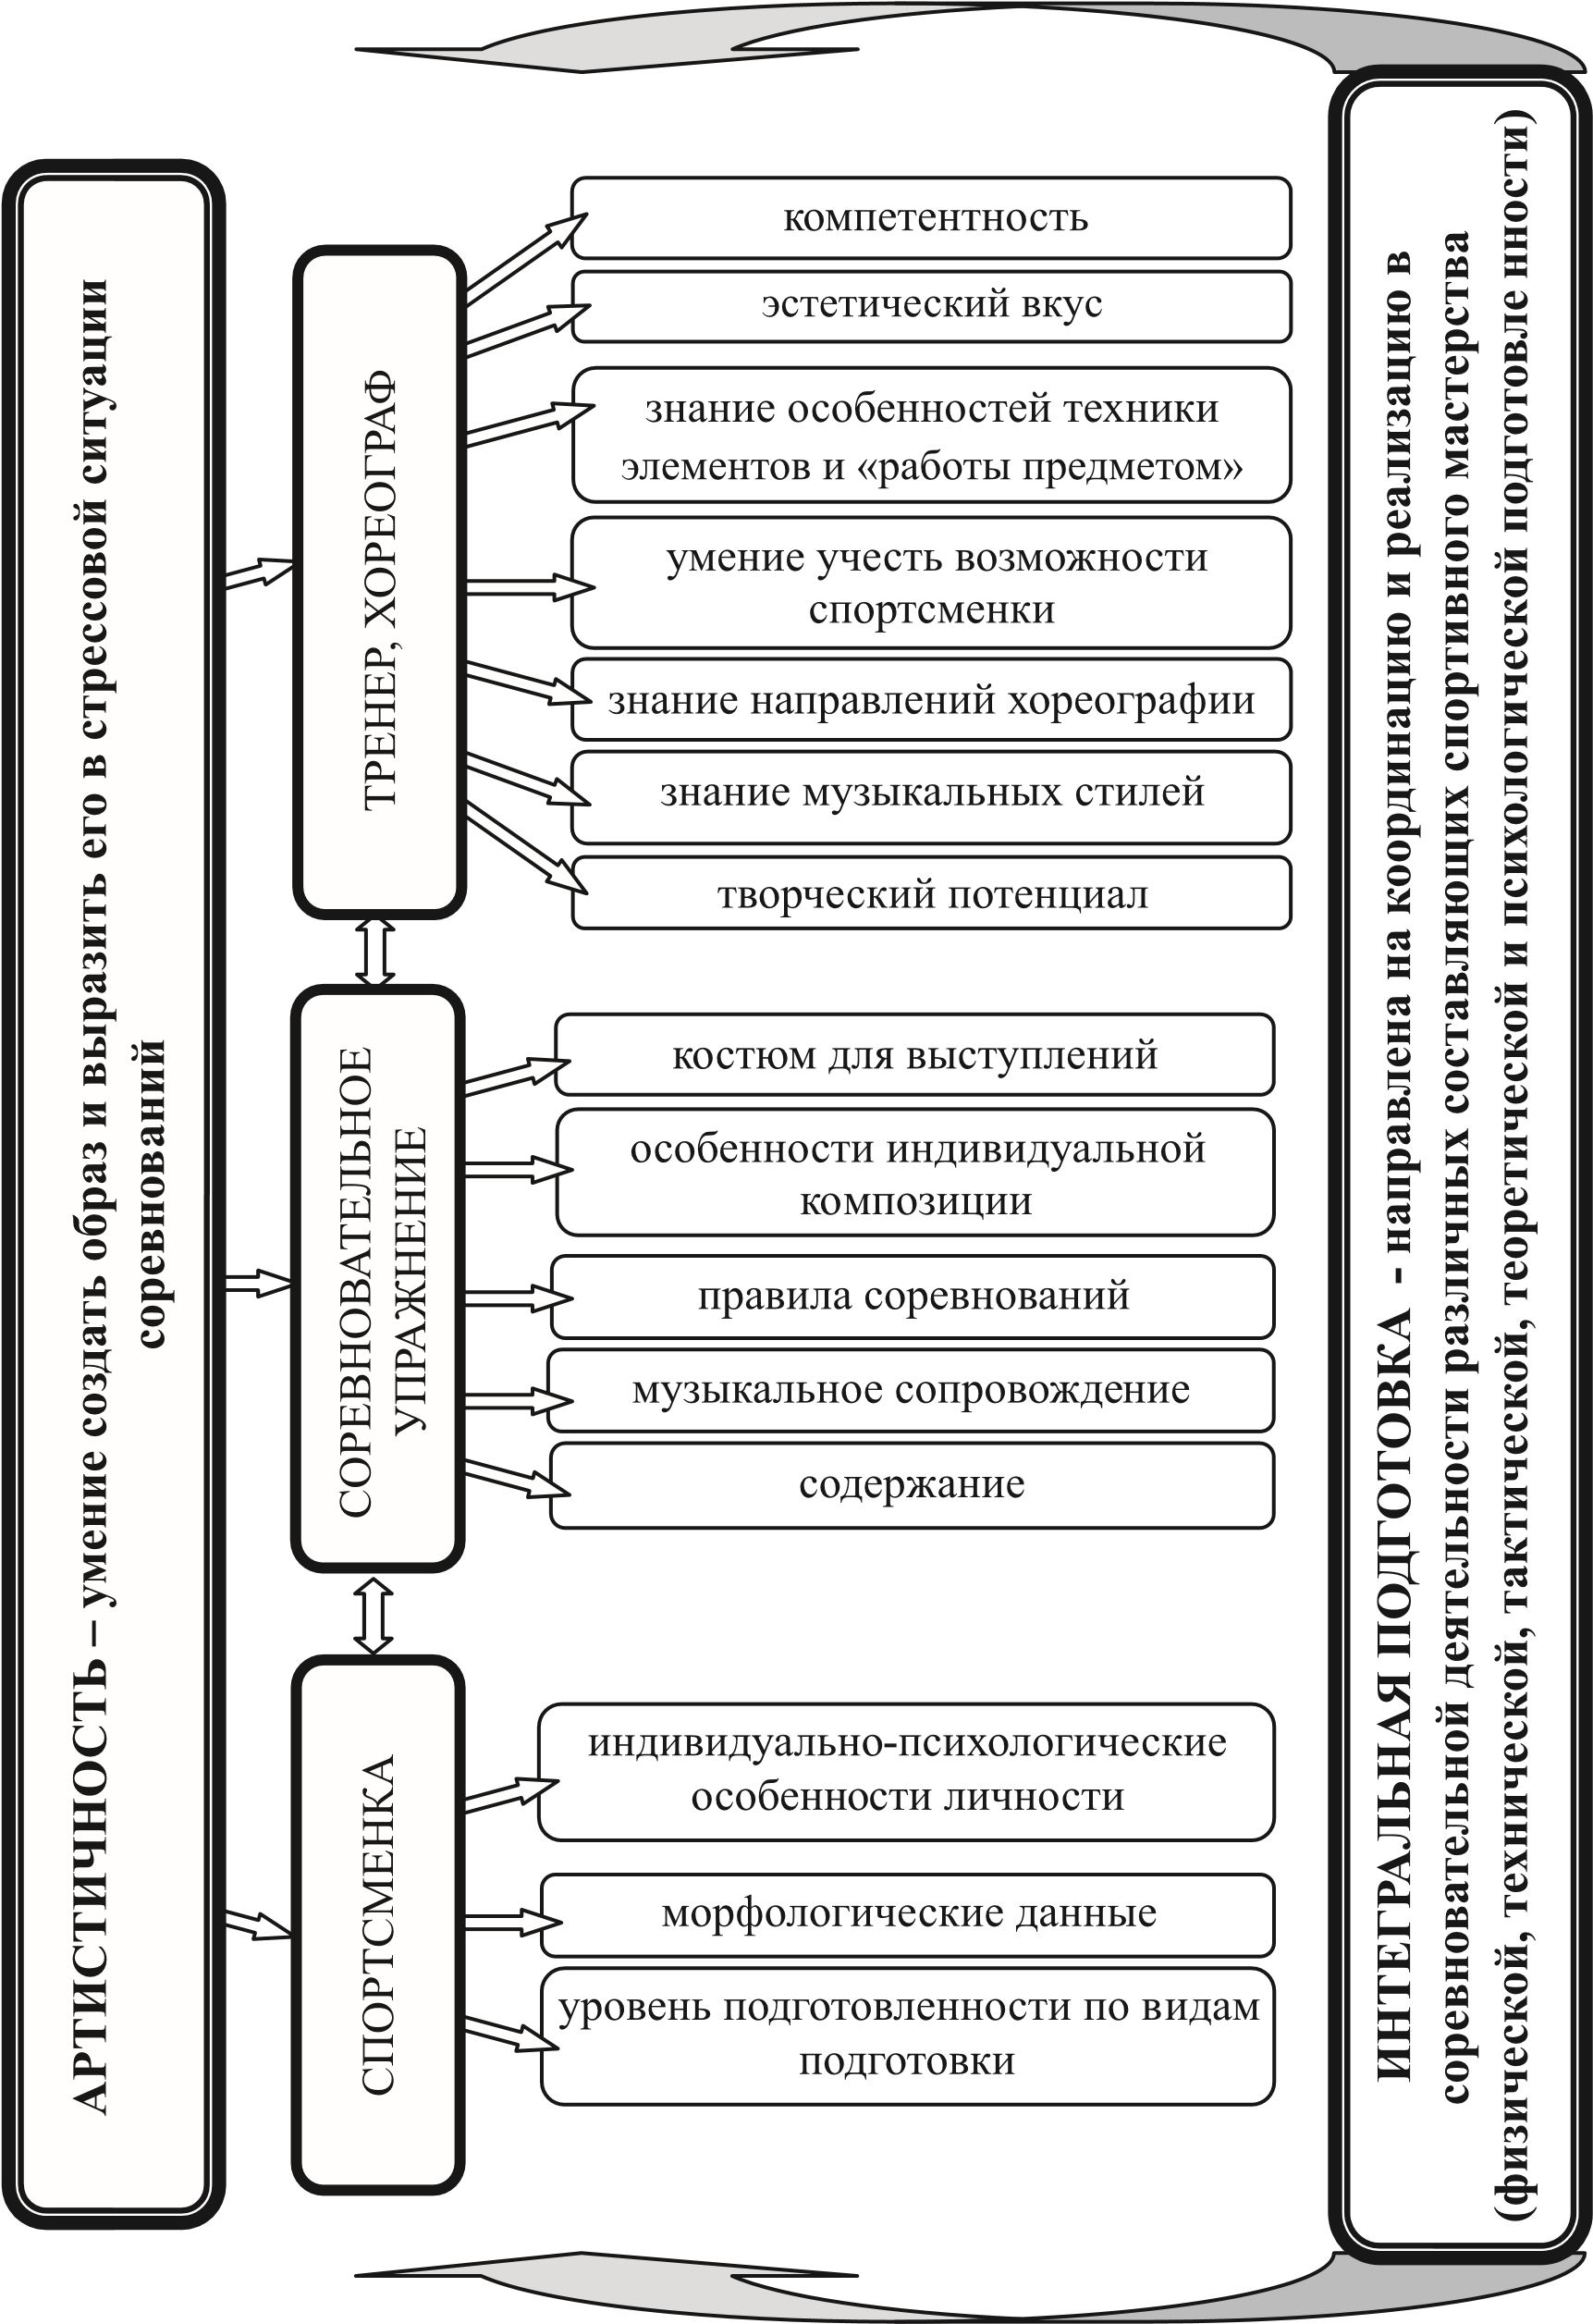 АРТИСТИЧНОСТЬ – умение создать образ и выразить его в стрессовой ситуации
соревнований
ТРЕНЕР, ХОРЕОГРАФ
компетентность
эстетический вкус
знание особенностей техники
элементов и «работы предметом»
умение учесть возможности
спортсменки
знание направлений хореографии
знание музыкальных стилей
творческий потенциал
СОРЕВНОВАТЕЛЬНОЕ
УПРАЖНЕНИЕ
костюм для выступлений
особенности индивидуальной
композиции
правила соревнований
музыкальное сопровождение
содержание
СПОРТСМЕНКА
индивидуально-психологические
особенности личности
морфологические данные
уровень подготовленности по видам
подготовки
ИНТЕГРАЛЬНАЯ ПОДГОТОВКА - направлена на координацию и реализацию в
соревновательной деятельности различных составляющих спортивного мастерства
(физической, технической, тактической, теоретической и психологической подготовле нности)